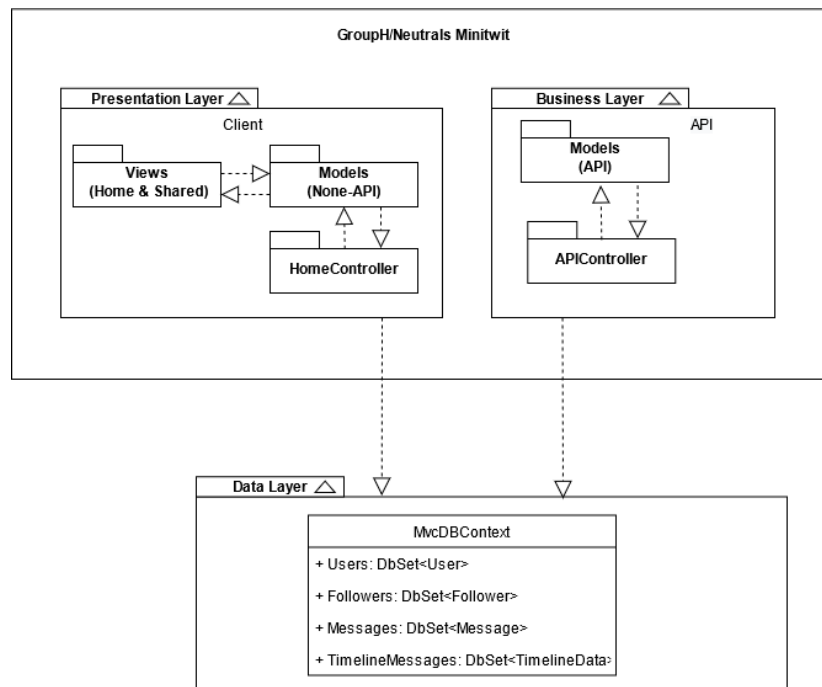 GroupH/Neutrals Minitwit
Presentation Layer
Client
Views
(Home & Shared)
Models
(None-API)
HomeController
Business Layer
API
Models
(API)
APIController
Data Layer
MvcDBContext
+ Users: DbSet<User>
+ Followers: DbSet<Follower>
+ Messages: DbSet<Message>
+ TimelineMessages: DbSet<TimelineData>